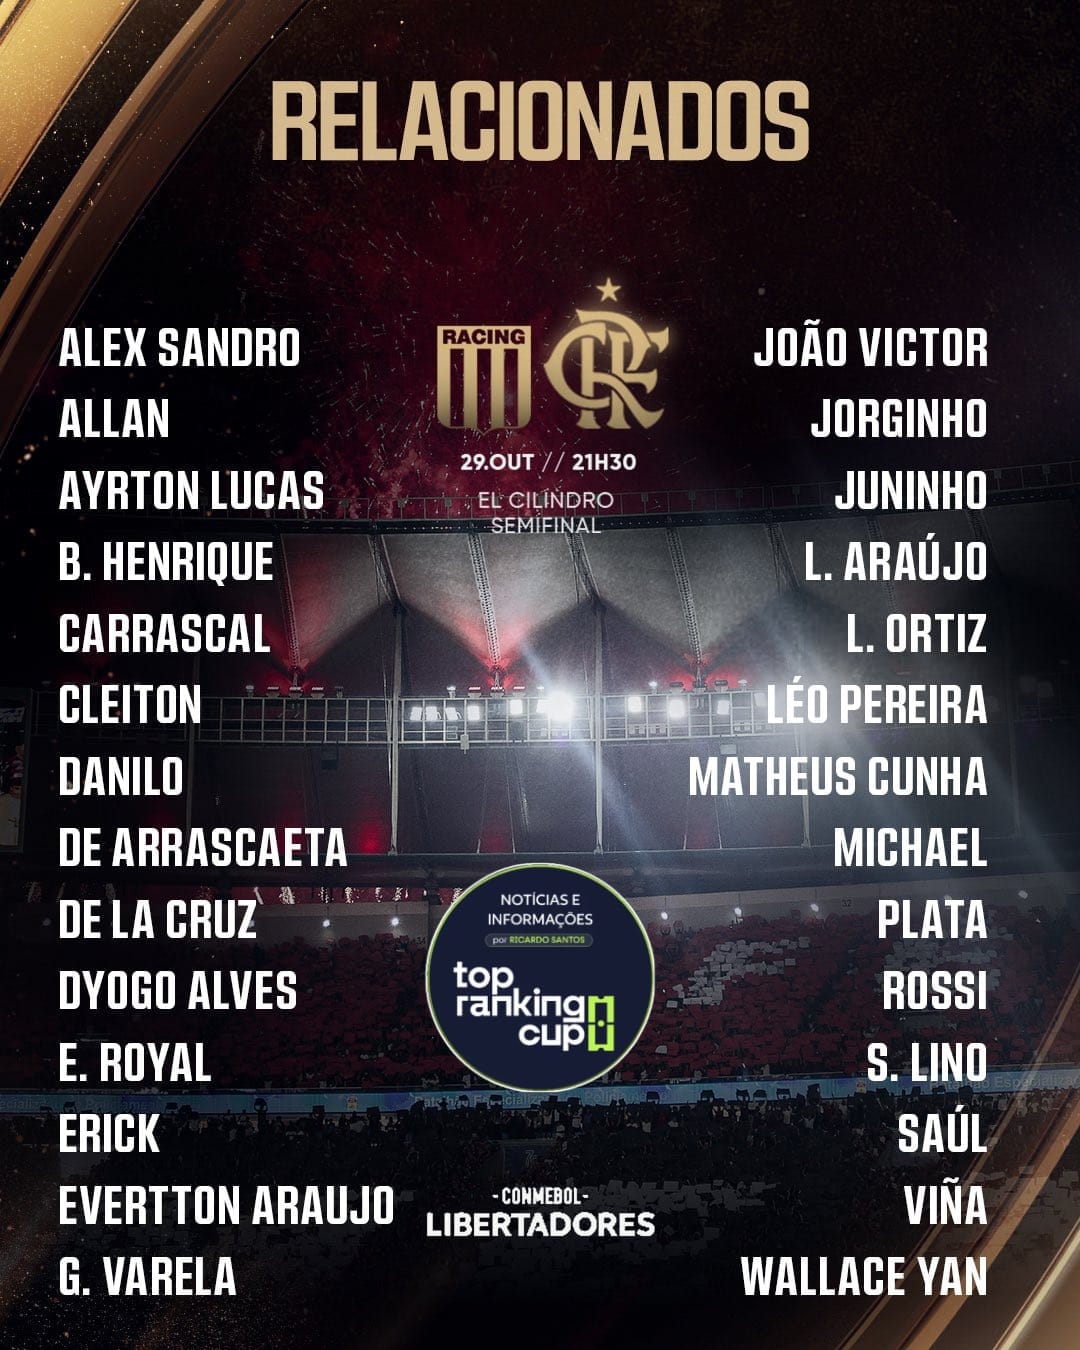 RELACIONADOS
RACING
29.OUT // 21H30
EL CILINDRO
SEMIFINAL
ALEX SANDRO
ALLAN
AYRTON LUCAS
B. HENRIQUE
CARRASCAL
CLEITON
DANILO
DE ARRASCAETA
DE LA CRUZ
DYOGO ALVES
E. ROYAL
ERICK
EVERTTON ARAUJO
G. VARELA
JOÃO VICTOR
JORGINHO
JUNINHO
L. ARAÚJO
L. ORTIZ
LÉO PEREIRA
MATHEUS CUNHA
MICHAEL
PLATA
ROSSI
S. LINO
SAÚL
VIÑA
WALLACE YAN
NOTÍCIAS E
INFORMAÇÕES
por RICARDO SANTOS
top
ranking
cup
- CONMEBOL -
LIBERTADORES